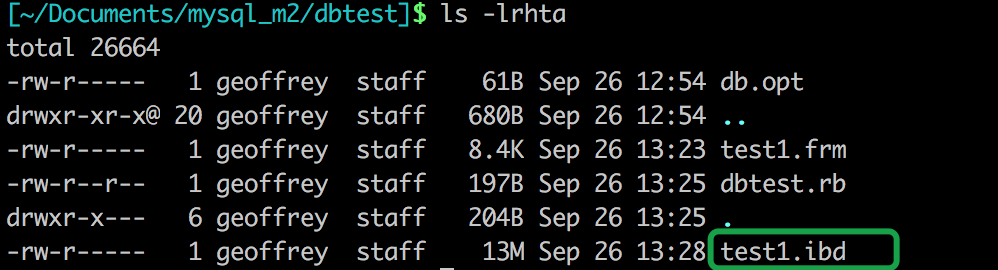 [~/Documents/mysql_m2/dbtest]$ ls -lrhta
total 26664
-rw-r----- 1 geoffrey staff 61B Sep 26 12:54 db.opt
drwxr-xr-x@ 20 geoffrey staff 680B Sep 26 12:54 ..
-rw-r----- 1 geoffrey staff 8.4K Sep 26 13:23 test1.frm
-rw-r--r-- 1 geoffrey staff 197B Sep 26 13:25 dbtest.rb
drwxr-x--- 6 geoffrey staff 204B Sep 26 13:25 .
-rw-r----- 1 geoffrey staff 13M Sep 26 13:28 test1.ibd